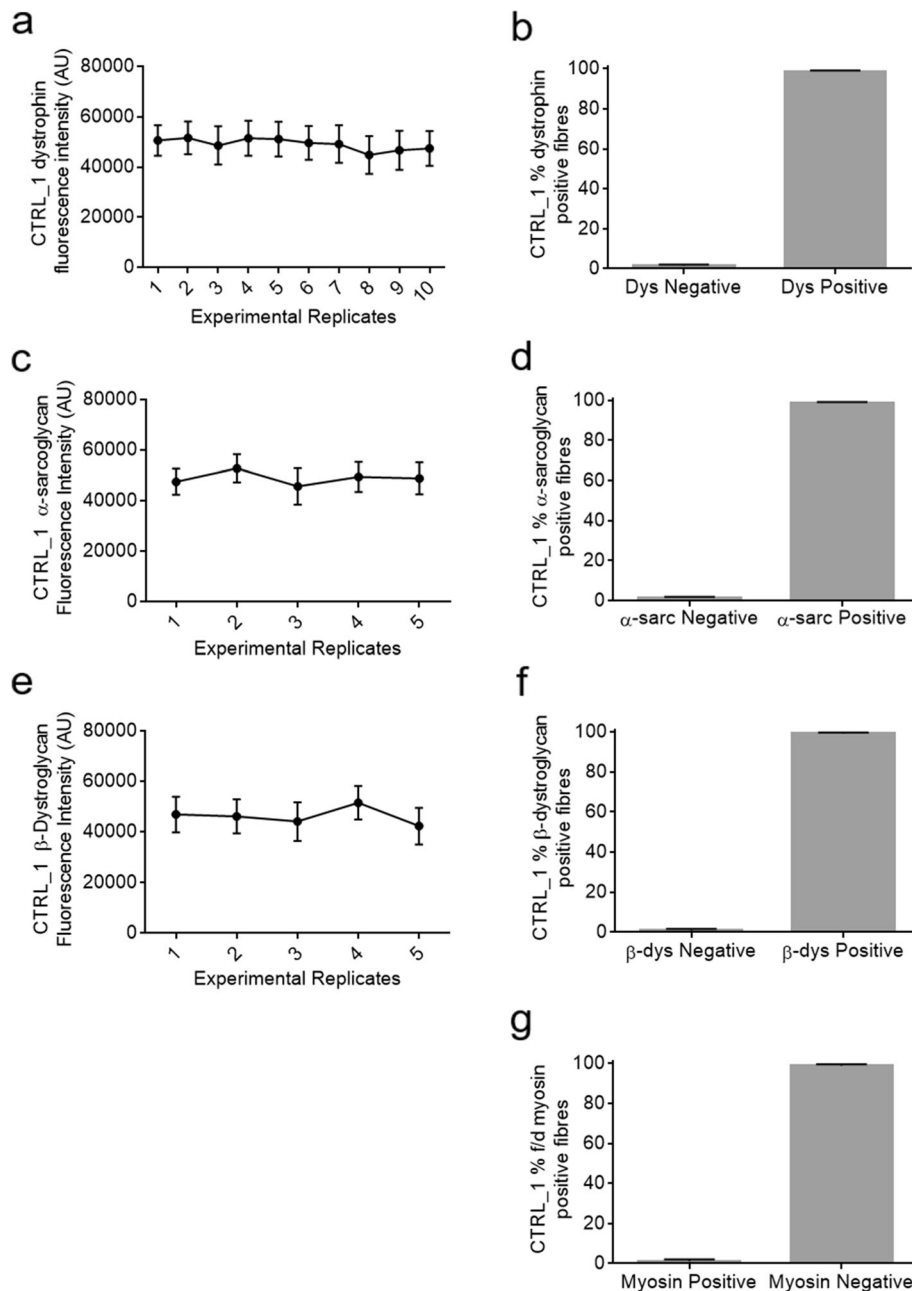 a
CTRL_1 dystrophin
fluorescence intensity (AU)
80000
60000
40000
20000
0
1 2 3 4 5 6 7 8 9 10
Experimental Replicates
b
CTRL_1 % dystrophin
positive fibres
100
80
60
40
20
0
Dys Negative Dys Positive
c
CTRL_1 α-sarcoglycan
Fluorescence Intensity (AU)
80000
60000
40000
20000
0
1 2 3 4 5
Experimental Replicates
d
CTRL_1 % α-sarcoglycan
positive fibres
100
80
60
40
20
0
α-sarc Negative α-sarc Positive
e
CTRL_1 β-Dystroglycan
Fluorescence Intensity (AU)
80000
60000
40000
20000
0
1 2 3 4 5
Experimental Replicates
f
CTRL_1 % β-dystroglycan
positive fibres
100
80
60
40
20
0
β-dys Negative β-dys Positive
g
CTRL_1 % f/d myosin
positive fibres
100
80
60
40
20
0
Myosin Positive Myosin Negative